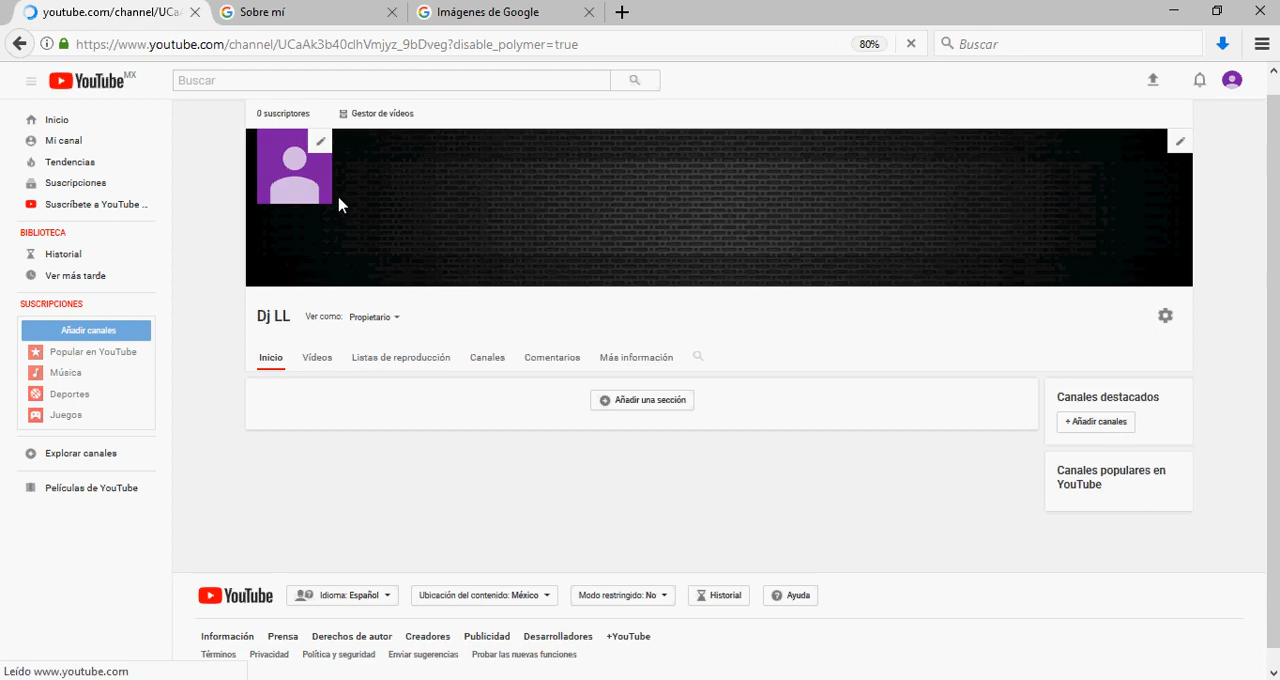 youtube.com/channel/UCaA
Sobre mí
Imágenes de Google
https://www.youtube.com/channel/UCaAk3b40clhVmjyz_9bDveg?disable_polymer=true
80%
Buscar
YouTube MX
Buscar
Inicio
Mi canal
Tendencias
Suscripciones
Suscríbete a YouTube ...
BIBLIOTECA
Historial
Ver más tarde
SUSCRIPCIONES
Añadir canales
Popular en YouTube
Música
Deportes
Juegos
Explorar canales
Películas de YouTube
0 suscriptores
Gestor de vídeos
Dj LL
Ver como: Propietario
Inicio
Vídeos
Listas de reproducción
Canales
Comentarios
Más información
Añadir una sección
Canales destacados
+ Añadir canales
Canales populares en
YouTube
YouTube
Idioma: Español
Ubicación del contenido: México
Modo restringido: No
Historial
Ayuda
Información
Prensa
Derechos de autor
Creadores
Publicidad
Desarrolladores
+YouTube
Términos
Privacidad
Política y seguridad
Enviar sugerencias
Probar las nuevas funciones
Leído www.youtube.com